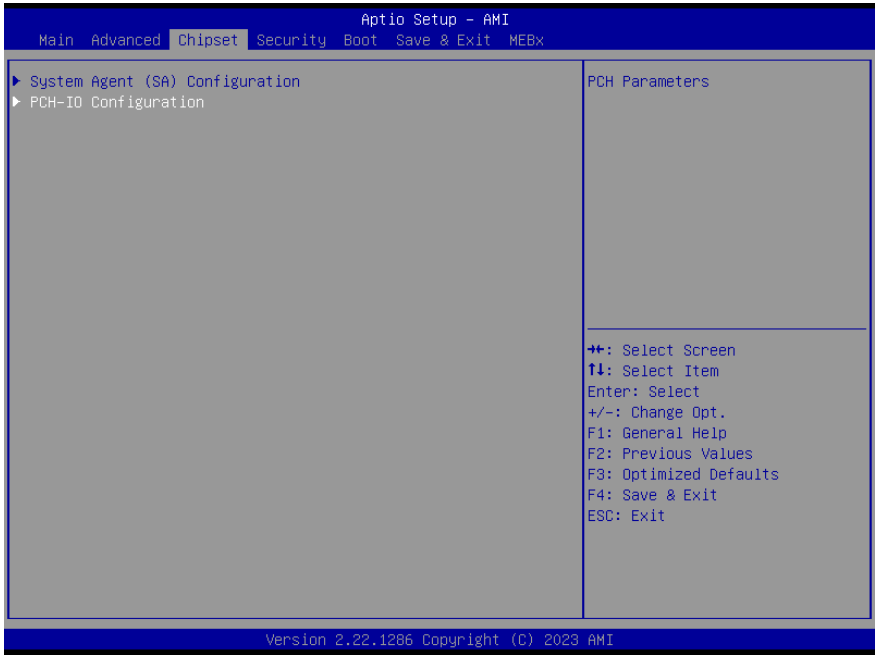 Aptio Setup – AMI
Main Advanced Chipset Security Boot Save & Exit MEBx
▶ System Agent (SA) Configuration
▶ PCH-IO Configuration
PCH Parameters
→←: Select Screen
↑↓: Select Item
Enter: Select
+/-: Change Opt.
F1: General Help
F2: Previous Values
F3: Optimized Defaults
F4: Save & Exit
ESC: Exit
Version 2.22.1286 Copyright (C) 2023 AMI